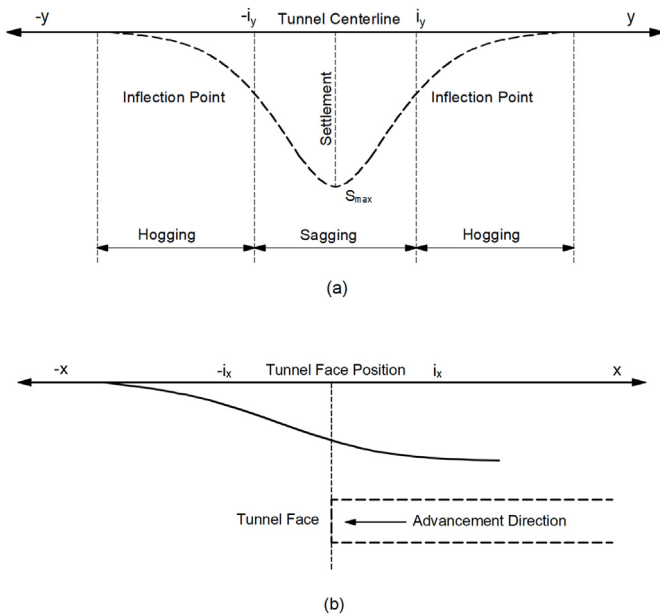 -y -iy Tunnel Centerline iy y
Inflection Point Settlement Inflection Point
Smax
Hogging Sagging Hogging
(a)
-x -ix Tunnel Face Position ix x
Tunnel Face Advancement Direction
(b)